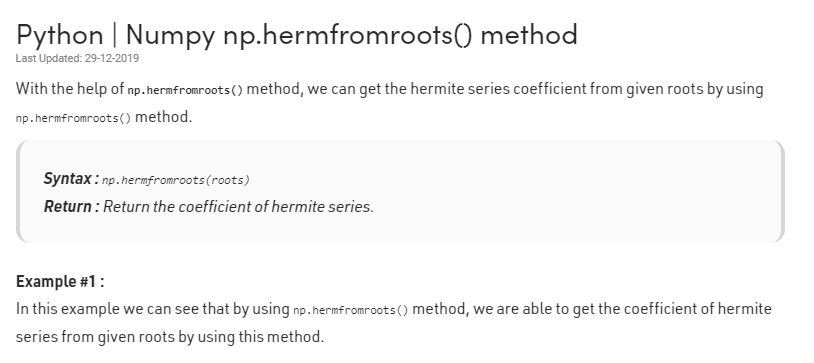 Python | Numpy np.hermfromroots() method
Last Updated: 29-12-2019
With the help of np.hermfromroots() method, we can get the hermite series coefficient from given roots by using
np.hermfromroots() method.
Syntax : np.hermfromroots(roots)
Return : Return the coefficient of hermite series.
Example #1 :
In this example we can see that by using np.hermfromroots() method, we are able to get the coefficient of hermite
series from given roots by using this method.